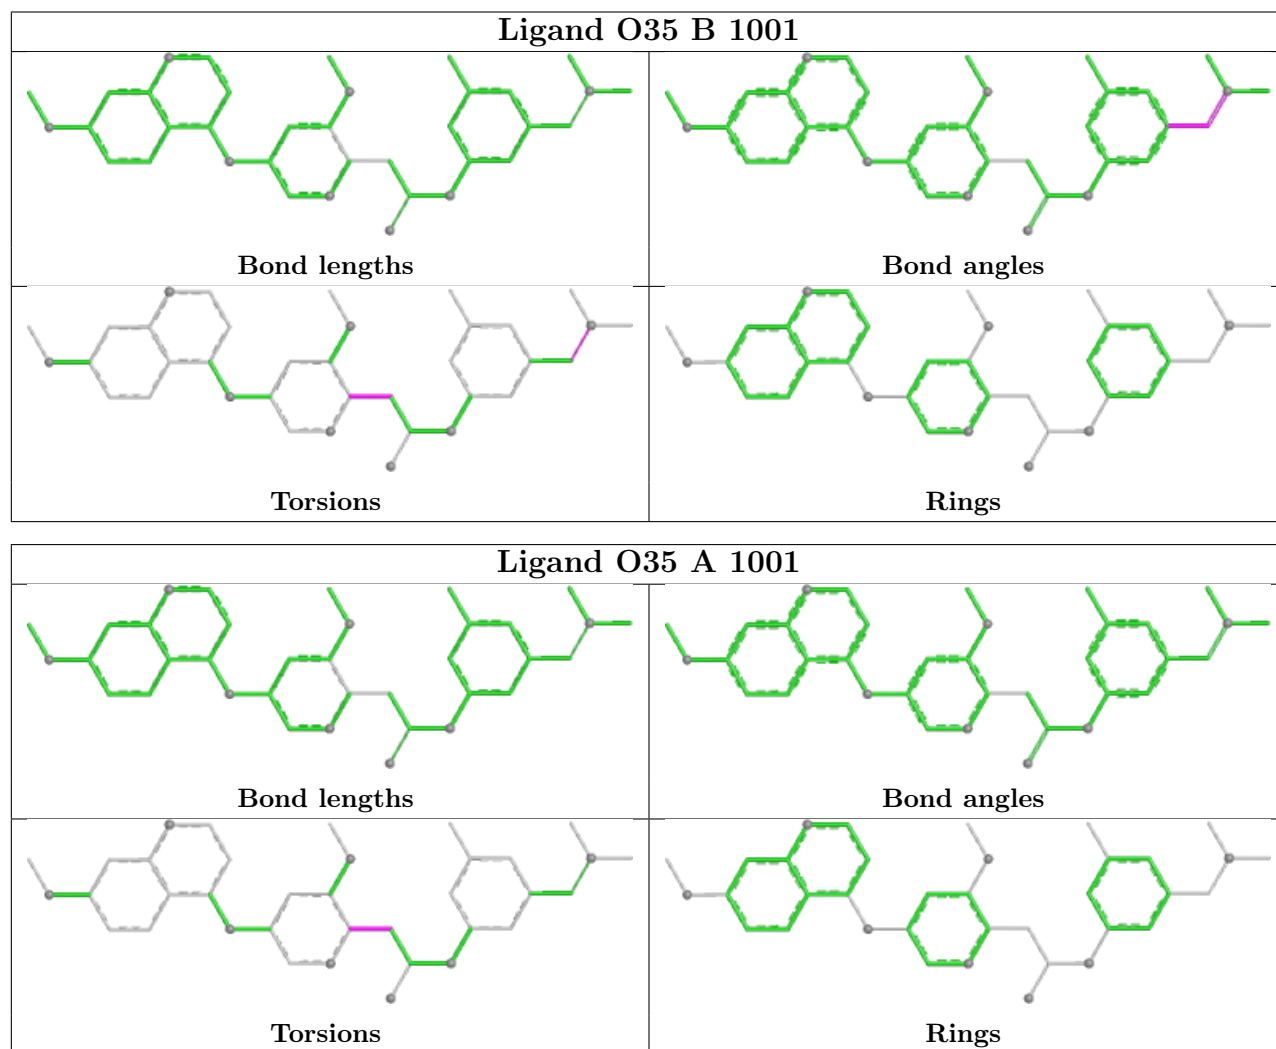 Ligand O35 B 1001
Bond lengths
Bond angles
Torsions
Rings
Ligand O35 A 1001
Bond lengths
Bond angles
Torsions
Rings